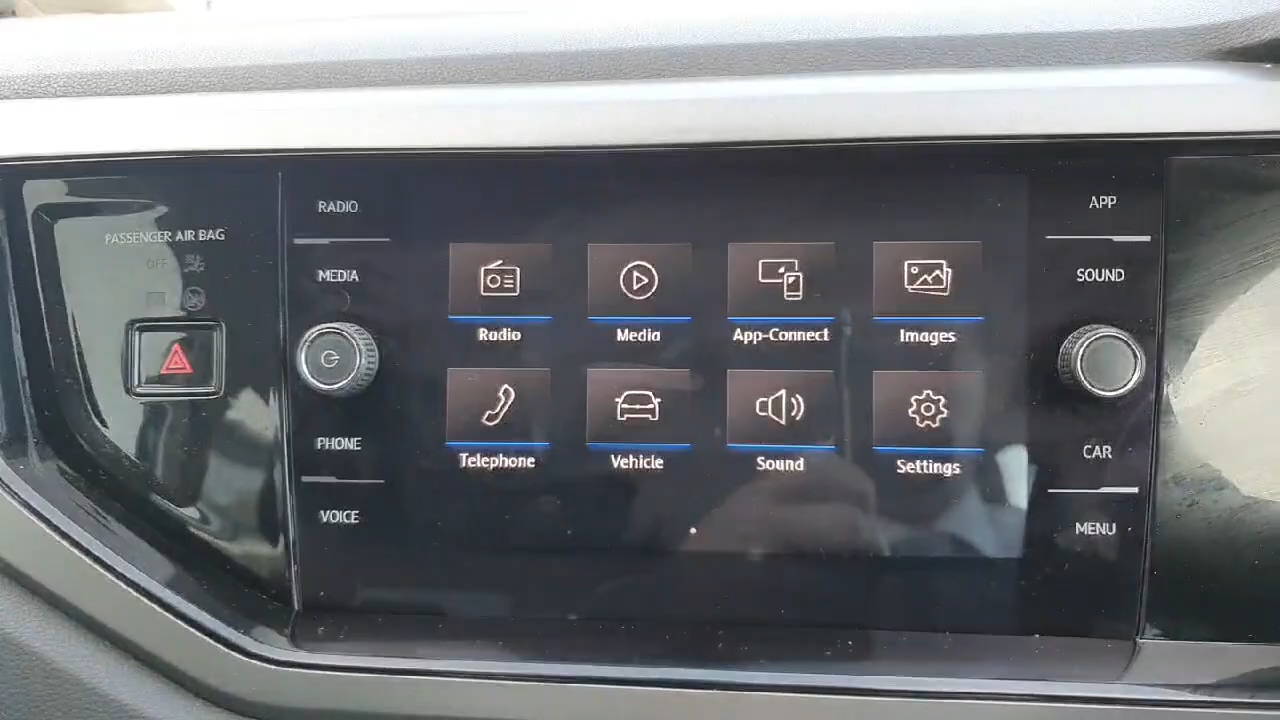 PASSENGER AIR BAG
OFF
RADIO
MEDIA
PHONE
VOICE
Radio
Media
App-Connect
Images
Telephone
Vehicle
Sound
Settings
APP
SOUND
CAR
MENU